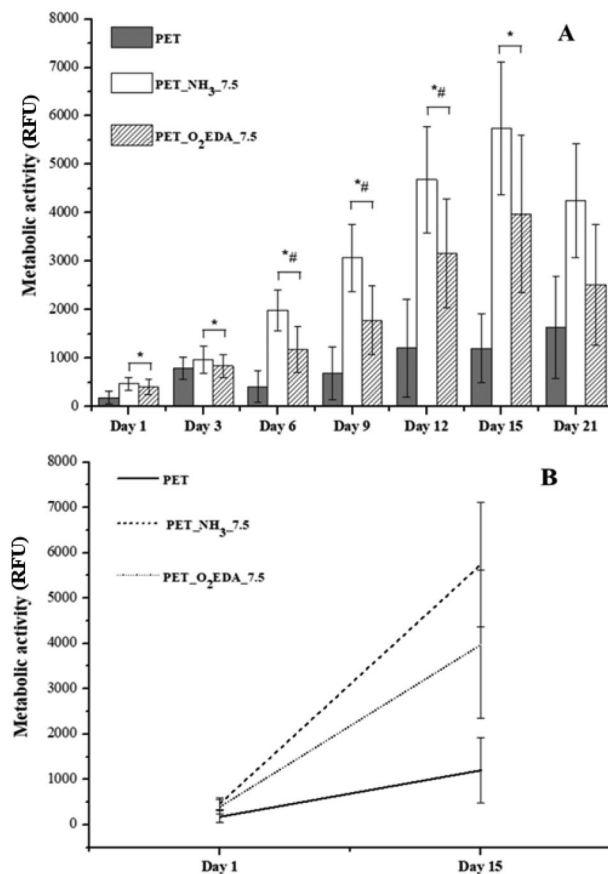 A
PET
PET_NH₃_7.5
PET_O₂EDA_7.5
Metabolic activity (RFU)
8000
7000
6000
5000
4000
3000
2000
1000
0
*
*
*#
*#
*#
*
Day 1 Day 3 Day 6 Day 9 Day 12 Day 15 Day 21
B
PET
PET_NH₃_7.5
PET_O₂EDA_7.5
Metabolic activity (RFU)
8000
7000
6000
5000
4000
3000
2000
1000
0
Day 1 Day 15